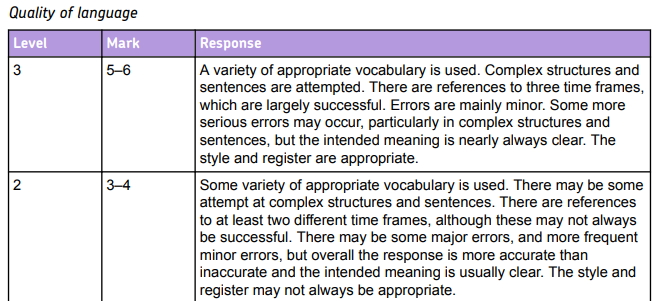 Quality of language
Level Mark Response
3 5–6 A variety of appropriate vocabulary is used. Complex structures and
sentences are attempted. There are references to three time frames,
which are largely successful. Errors are mainly minor. Some more
serious errors may occur, particularly in complex structures and
sentences, but the intended meaning is nearly always clear. The
style and register are appropriate.
2 3–4 Some variety of appropriate vocabulary is used. There may be some
attempt at complex structures and sentences. There are references
to at least two different time frames, although these may not always
be successful. There may be some major errors, and more frequent
minor errors, but overall the response is more accurate than
inaccurate and the intended meaning is usually clear. The style and
register may not always be appropriate.